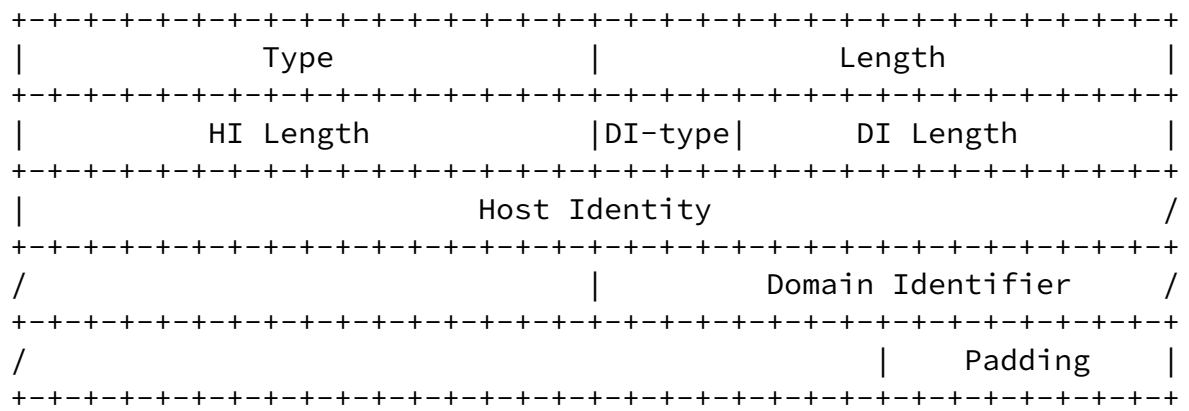 +-+-+-+-+-+-+-+-+-+-+-+-+-+-+-+-+-+-+-+-+-+-+-+-+-+-+-+-+-+-+-+-+
|             Type              |             Length            |
+-+-+-+-+-+-+-+-+-+-+-+-+-+-+-+-+-+-+-+-+-+-+-+-+-+-+-+-+-+-+-+-+
|          HI Length            |DI-type|      DI Length        |
+-+-+-+-+-+-+-+-+-+-+-+-+-+-+-+-+-+-+-+-+-+-+-+-+-+-+-+-+-+-+-+-+
|                         Host Identity                         /
+-+-+-+-+-+-+-+-+-+-+-+-+-+-+-+-+-+-+-+-+-+-+-+-+-+-+-+-+-+-+-+-+
/                               |         Domain Identifier     /
+-+-+-+-+-+-+-+-+-+-+-+-+-+-+-+-+-+-+-+-+-+-+-+-+-+-+-+-+-+-+-+-+
/                                               |    Padding    |
+-+-+-+-+-+-+-+-+-+-+-+-+-+-+-+-+-+-+-+-+-+-+-+-+-+-+-+-+-+-+-+-+